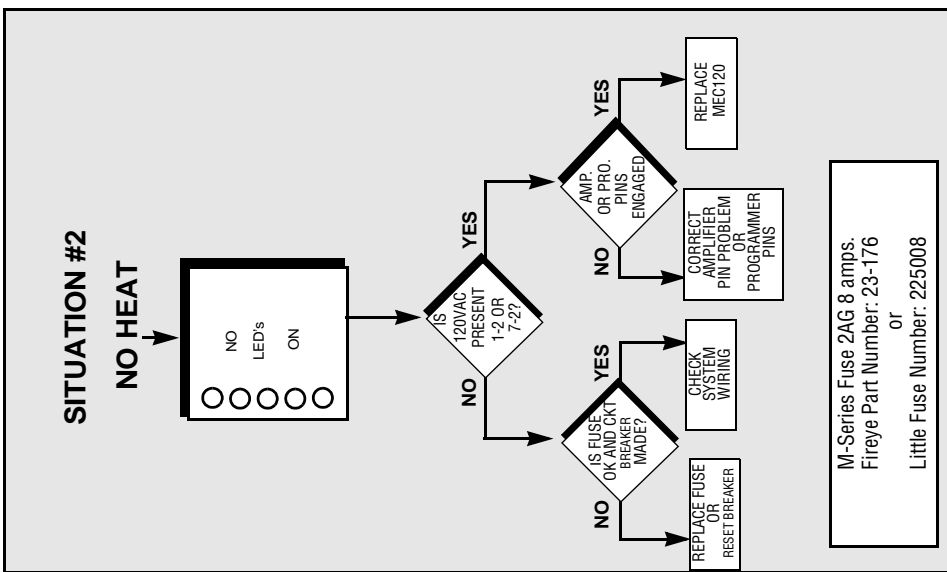 SITUATION #2
NO HEAT
NO
LED's
ON
IS
120VAC
PRESENT
1-2 OR
7-2?
NO
YES
IS FUSE
OK AND CKT
BREAKER
MADE?
NO
YES
REPLACE FUSE
OR
RESET BREAKER
CHECK
SYSTEM
WIRING
AMP.
OR PRO.
PINS
ENGAGED
NO
YES
CORRECT
AMPLIFIER
PIN PROBLEM
OR
PROGRAMMER
PINS
REPLACE
MEC120
M-Series Fuse 2AG 8 amps.
Fireye Part Number: 23-176
or
Little Fuse Number: 225008